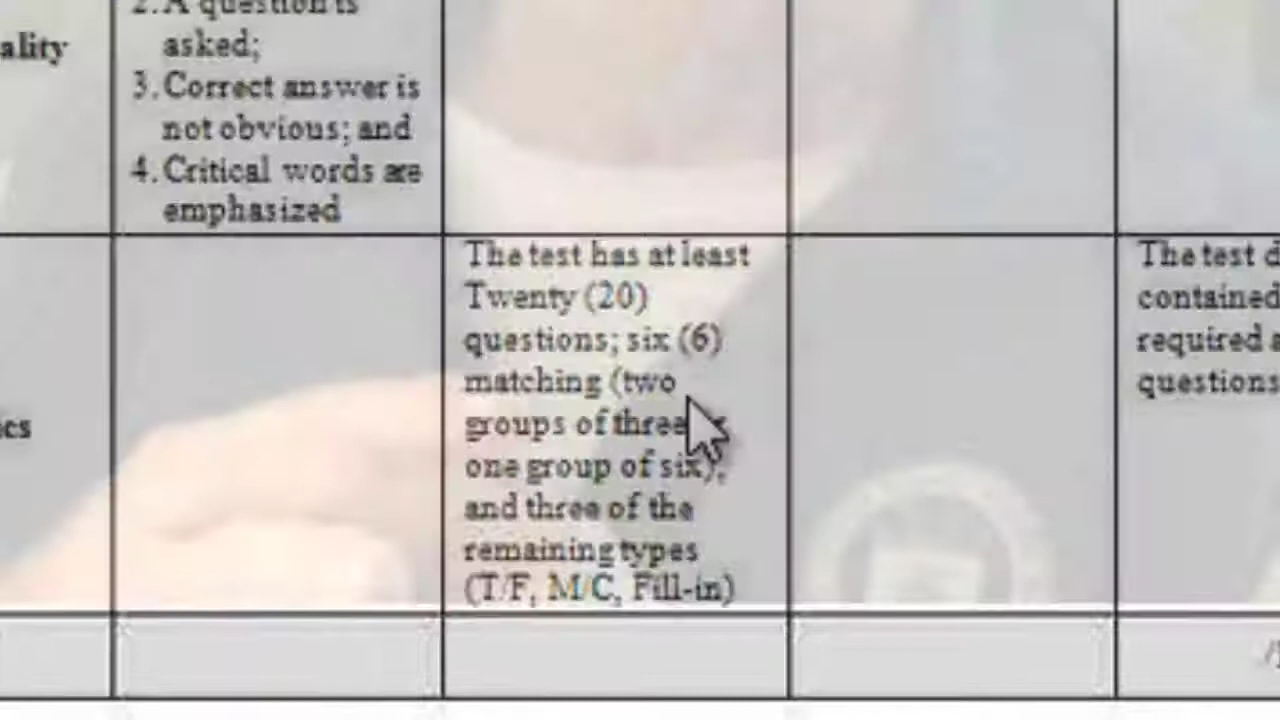 2. A question is
asked;
3. Correct answer is
not obvious; and
4. Critical words are
emphasized
ality
The test has at least
Twenty (20)
questions; six (6)
matching (two
groups of three
one group of six),
and three of the
remaining types
(T/F, M/C, Fill-in)
The test d
contained
required a
questions
cs